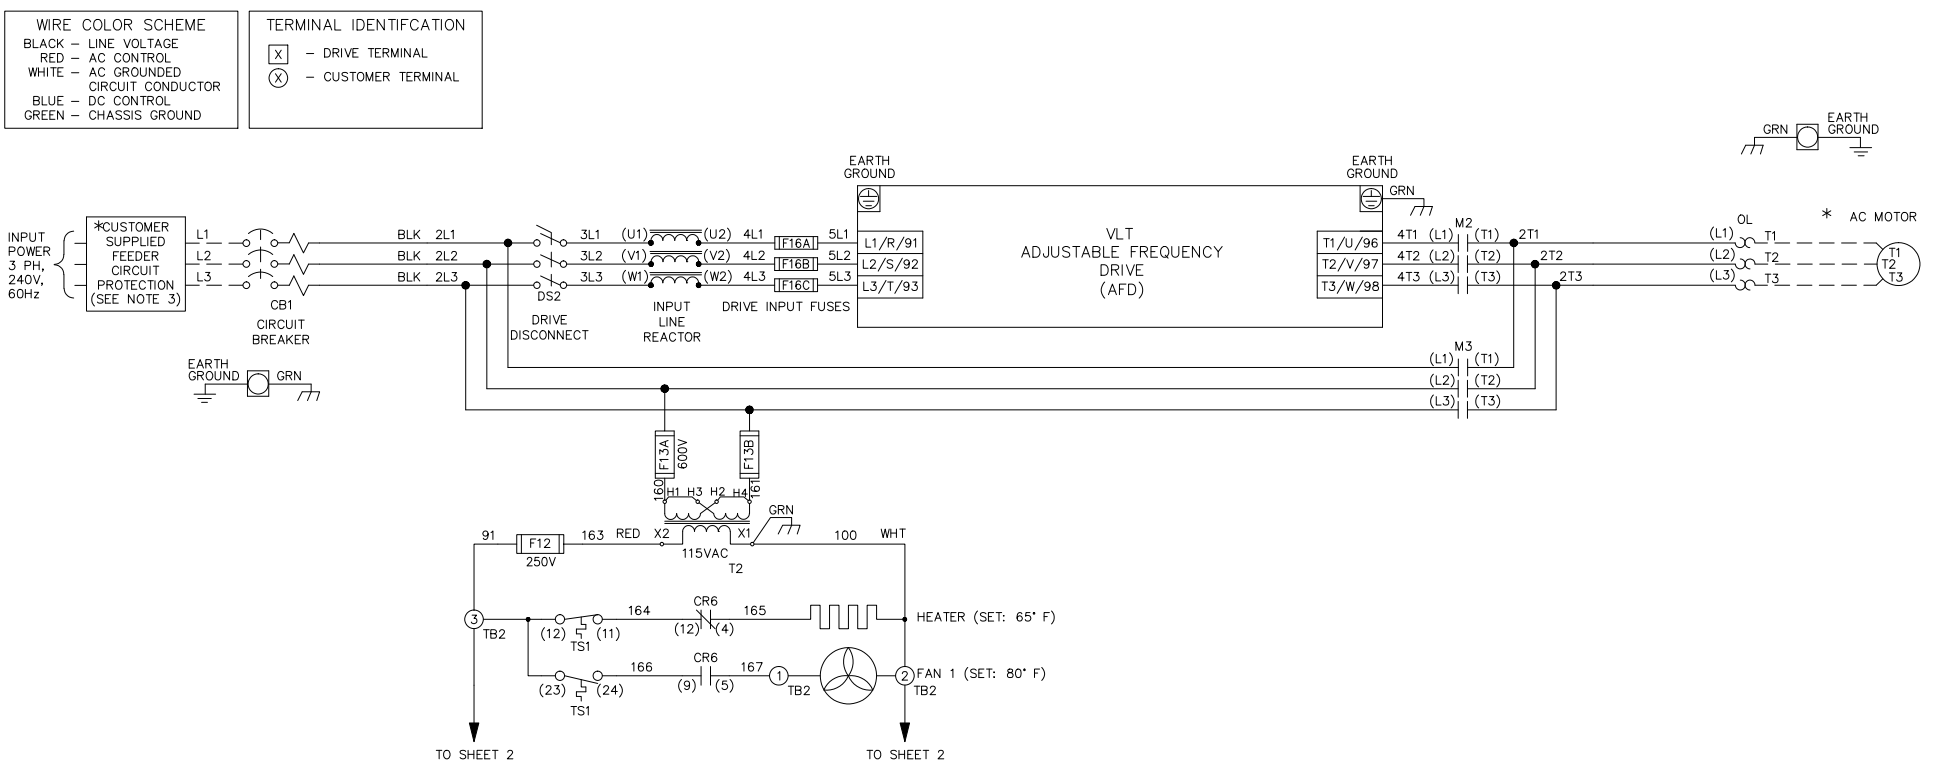 WIRE COLOR SCHEME
BLACK – LINE VOLTAGE
RED – AC CONTROL
WHITE – AC GROUNDED
CIRCUIT CONDUCTOR
BLUE – DC CONTROL
GREEN – CHASSIS GROUND
TERMINAL IDENTIFCATION
X – DRIVE TERMINAL
X – CUSTOMER TERMINAL
INPUT
POWER
3 PH,
240V,
60Hz
*CUSTOMER
SUPPLIED
FEEDER
CIRCUIT
PROTECTION
(SEE NOTE 3)
L1
L2
L3
CB1
CIRCUIT
BREAKER
EARTH
GROUND
GRN
BLK 2L1
BLK 2L2
BLK 2L3
DS2
DRIVE
DISCONNECT
3L1
3L2
3L3
(U1) (U2)
(V1) (V2)
(W1) (W2)
INPUT
LINE
REACTOR
4L1 F16A 5L1
4L2 F16B 5L2
4L3 F16C 5L3
DRIVE INPUT FUSES
EARTH
GROUND
L1/R/91
L2/S/92
L3/T/93
VLT
ADJUSTABLE FREQUENCY
DRIVE
(AFD)
EARTH
GROUND
GRN
T1/U/96
T2/V/97
T3/W/98
M2
4T1 (L1) (T1) 2T1
4T2 (L2) (T2) 2T2
4T3 (L3) (T3) 2T3
M3
(L1) (T1)
(L2) (T2)
(L3) (T3)
GRN
EARTH
GROUND
OL
(L1) T1
(L2) T2
(L3) T3
* AC MOTOR
T1
T2
T3
F13A
600V
F13B
160
161
H1 H3 H2 H4
GRN
91 F12 163 RED X2 X1 100 WHT
250V
115VAC
T2
3
TB2
(12) (11)
TS1
164
CR6
(12) (4)
165
HEATER (SET: 65° F)
(23) (24)
TS1
166
CR6
(9) (5)
167
1
TB2
2
TB2
FAN 1 (SET: 80° F)
TO SHEET 2
TO SHEET 2